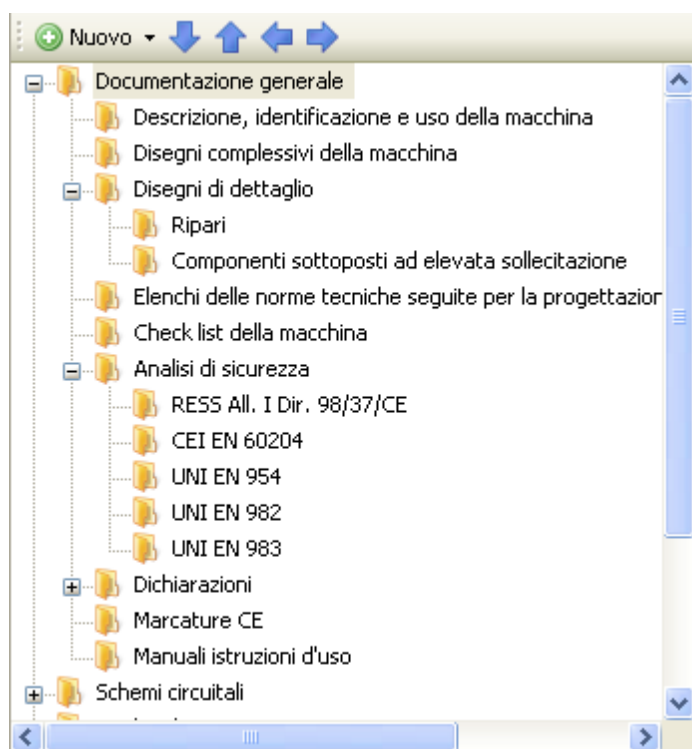 Nuovo
Documentazione generale
Descrizione, identificazione e uso della macchina
Disegni complessivi della macchina
Disegni di dettaglio
Ripari
Componenti sottoposti ad elevata sollecitazione
Elenchi delle norme tecniche seguite per la
Check list della macchina
Analisi di sicurezza
RESS All. I Dir. 98/37/CE
CEI EN 60204
UNI EN 954
UNI EN 982
UNI EN 983
Dichiarazioni
Marcature CE
Manuali istruzioni d'uso
Schemi circuitali